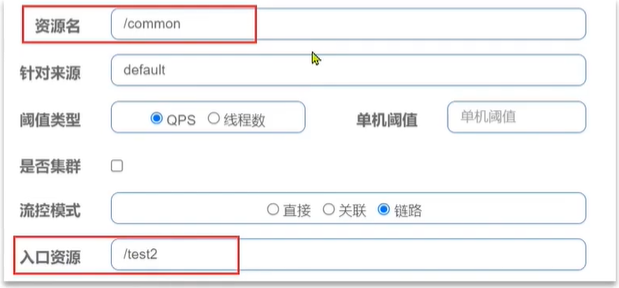 资源名 /common
针对来源 default
阈值类型 QPS 线程数 单机阈值 单机阈值
是否集群
流控模式 直接 关联 链路
入口资源 /test2